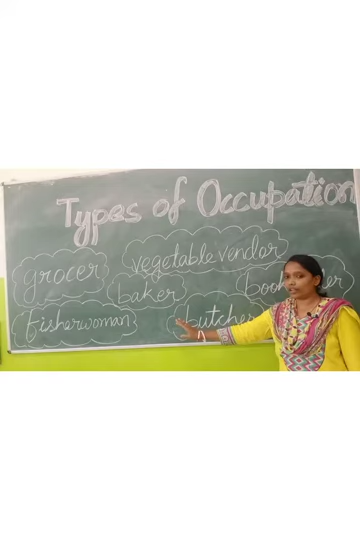 Types of Occupation
vegetable vendor
grocer
baker
fisherwoman
butcher